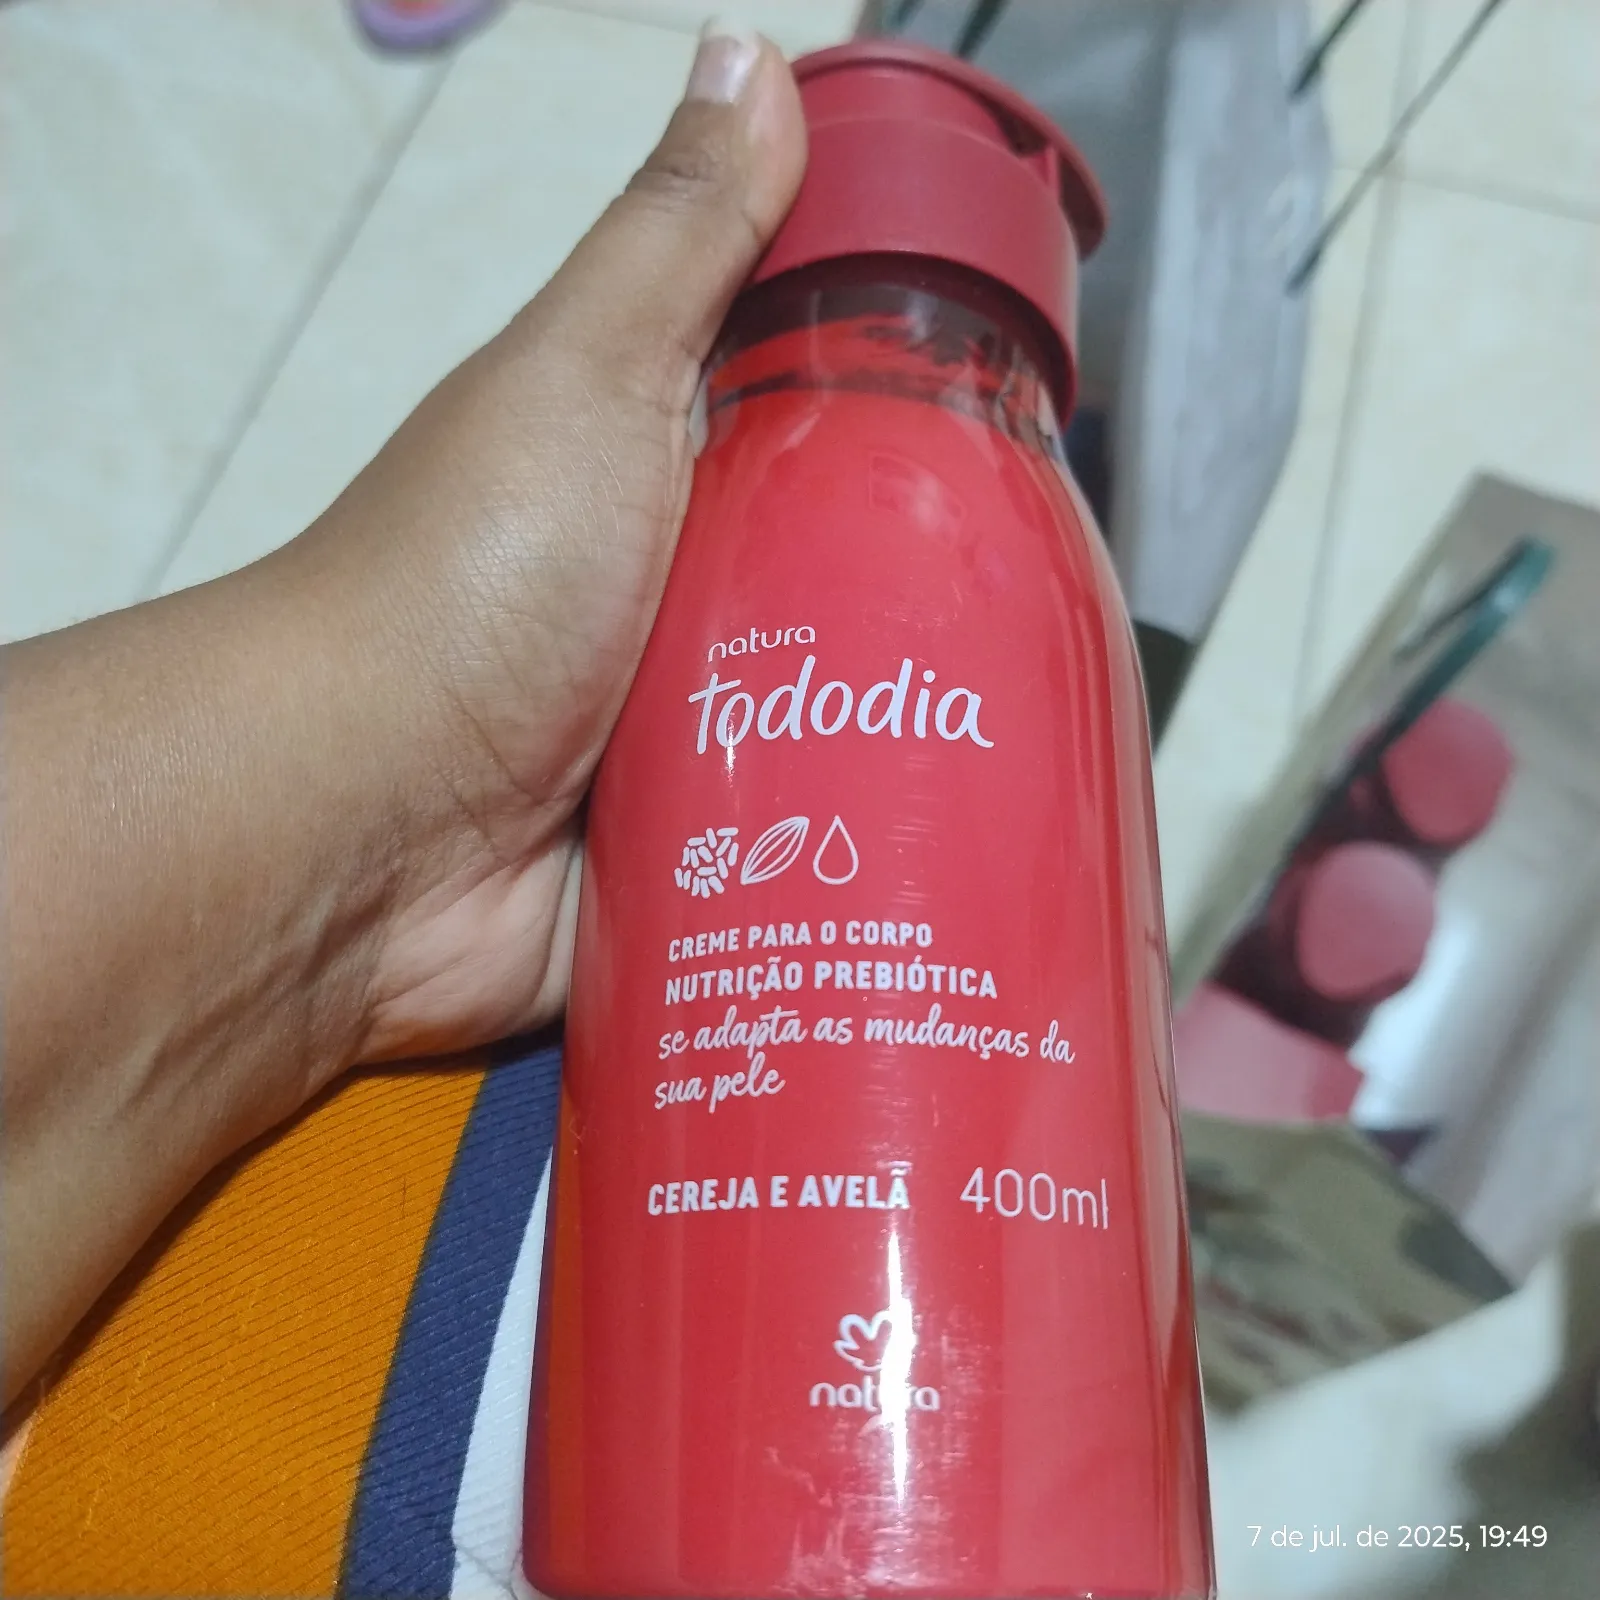 natura
tododia
CREME PARA O CORPO
NUTRIÇÃO PREBIÓTICA
se adapta as mudanças da
sua pele
CEREJA E AVELÃ 400ml
natura
7 de jul. de 2025, 19:49